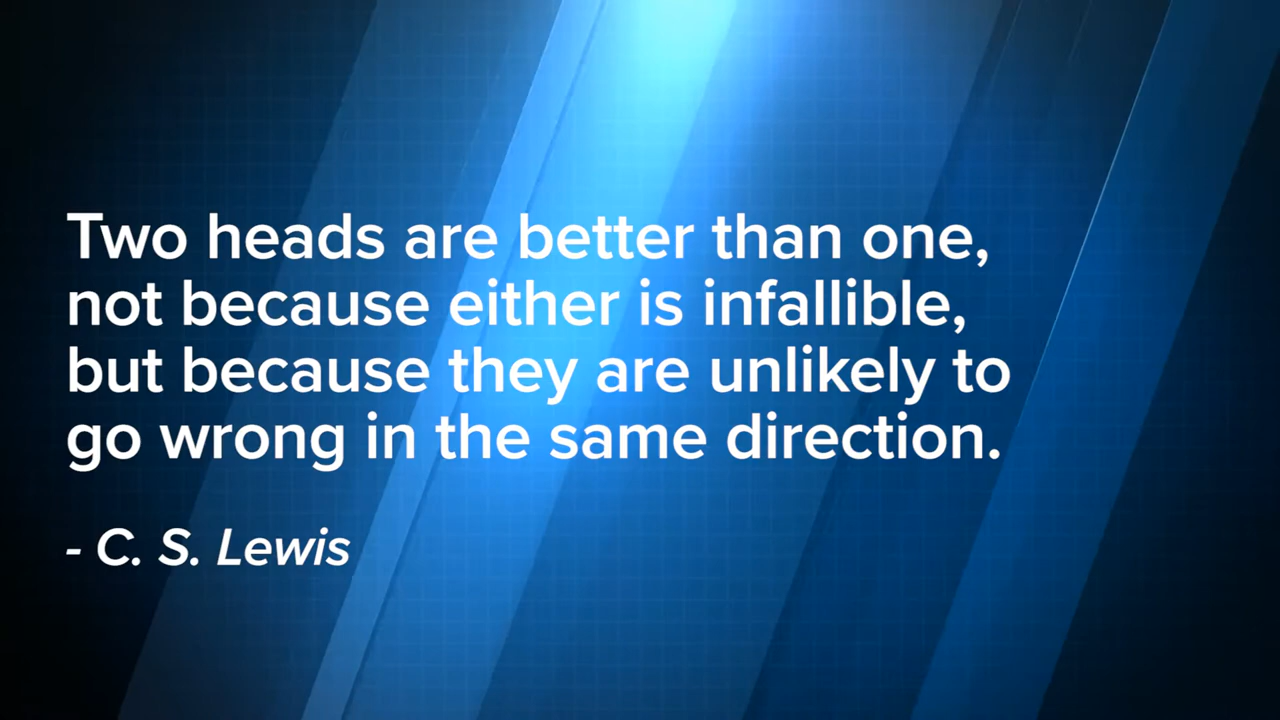 Two heads are better than one,
not because either is infallible,
but because they are unlikely to
go wrong in the same direction.
- C. S. Lewis